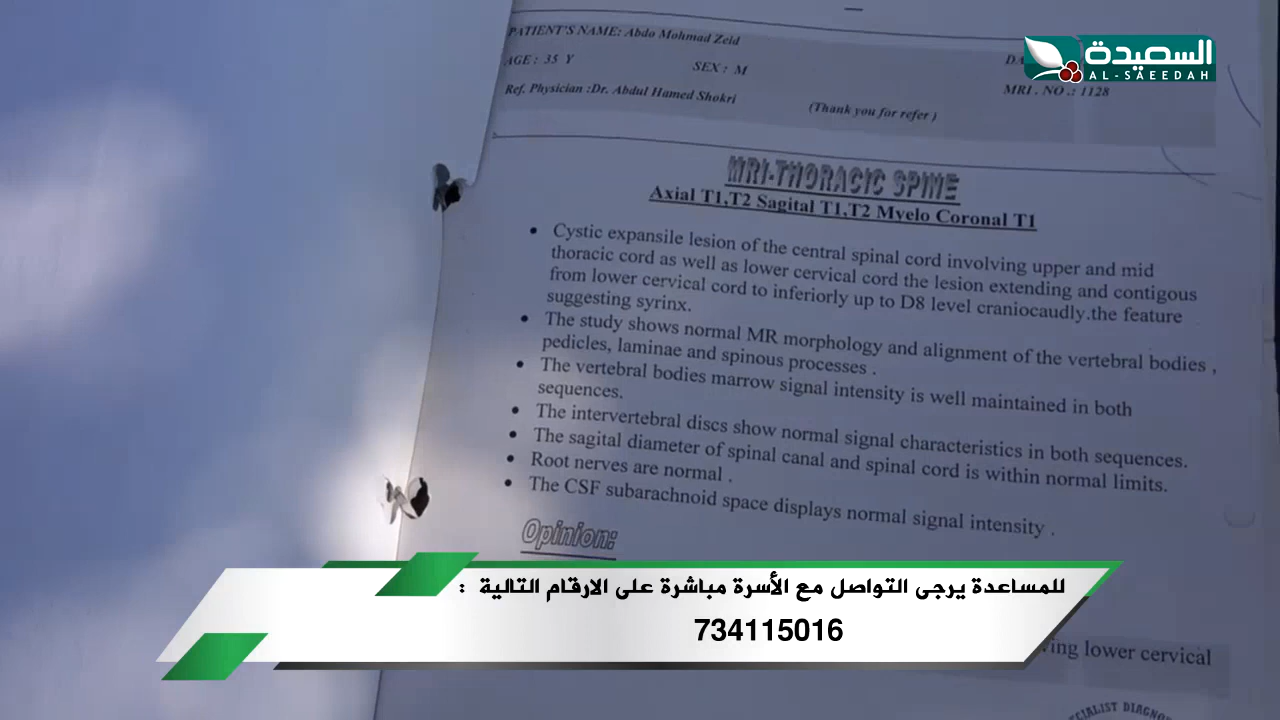 السعيدة
AL-SAEEDAH
PATIENT'S NAME: Abdo Mohmad Zeid
AGE : 35 Y SEX : M
Ref. Physician :Dr. Abdul Hamed Shokri (Thank you for refer ) MRI . NO .: 1128
MRI-THORACIC SPINE
Axial T1,T2 Sagital T1,T2 Myelo Coronal T1
• Cystic expansile lesion of the central spinal cord involving upper and mid
thoracic cord as well as lower cervical cord the lesion extending and contigous
from lower cervical cord to inferiorly up to D8 level craniocaudly.the feature
suggesting syrinx.
• The study shows normal MR morphology and alignment of the vertebral bodies ,
pedicles, laminae and spinous processes .
• The vertebral bodies marrow signal intensity is well maintained in both
sequences.
• The intervertebral discs show normal signal characteristics in both sequences.
• The sagital diameter of spinal canal and spinal cord is within normal limits.
• Root nerves are normal .
• The CSF subarachnoid space displays normal signal intensity .
Opinion:
للمساعدة يرجى التواصل مع الأسرة مباشرة على الارقام التالية :
734115016
lower cervical